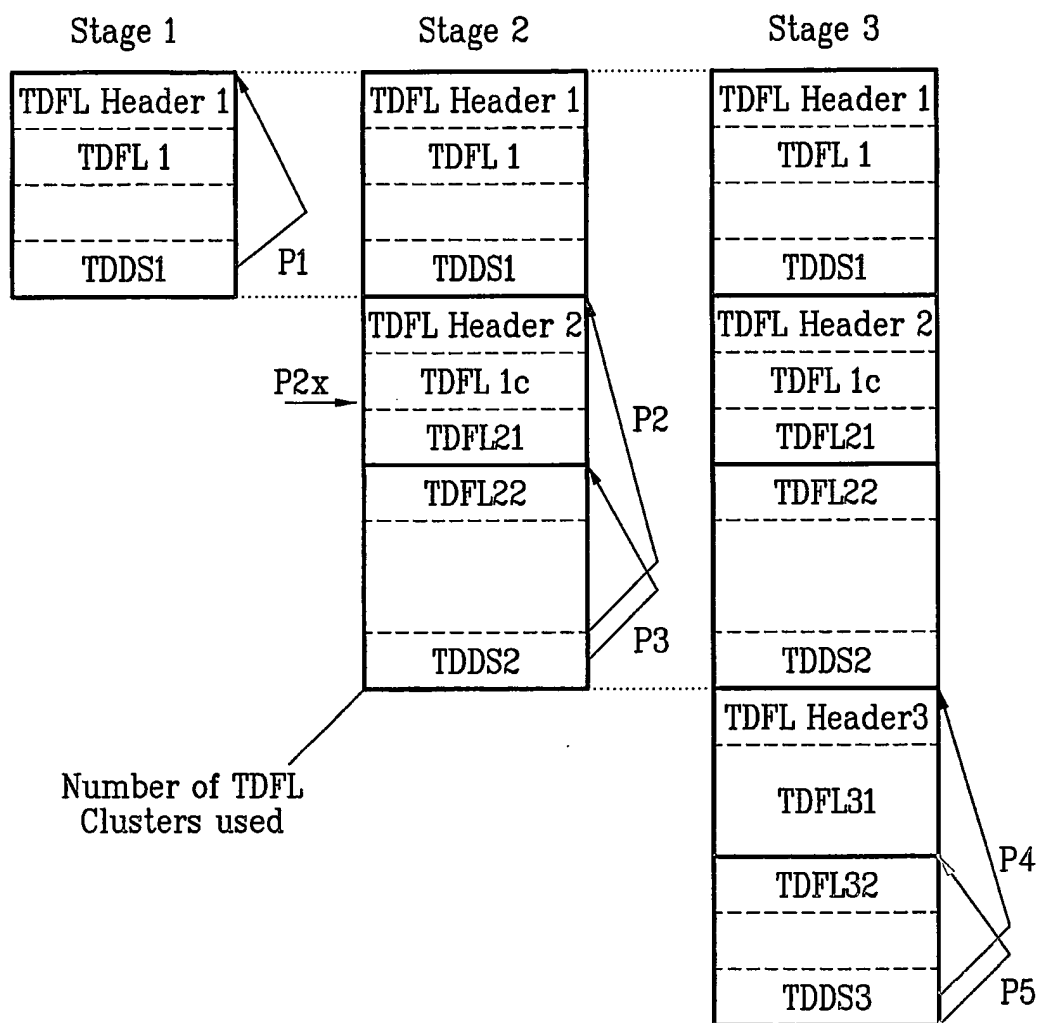 Stage 1
Stage 2
Stage 3
TDFL Header 1
TDFL 1
TDDS1
P1
TDFL Header 1
TDFL 1
TDDS1
TDFL Header 2
P2x
TDFL 1c
TDFL21
P2
TDFL22
P3
TDDS2
Number of TDFL
Clusters used
TDFL Header 1
TDFL 1
TDDS1
TDFL Header 2
TDFL 1c
TDFL21
TDFL22
TDDS2
TDFL Header3
TDFL31
P4
TDFL32
P5
TDDS3